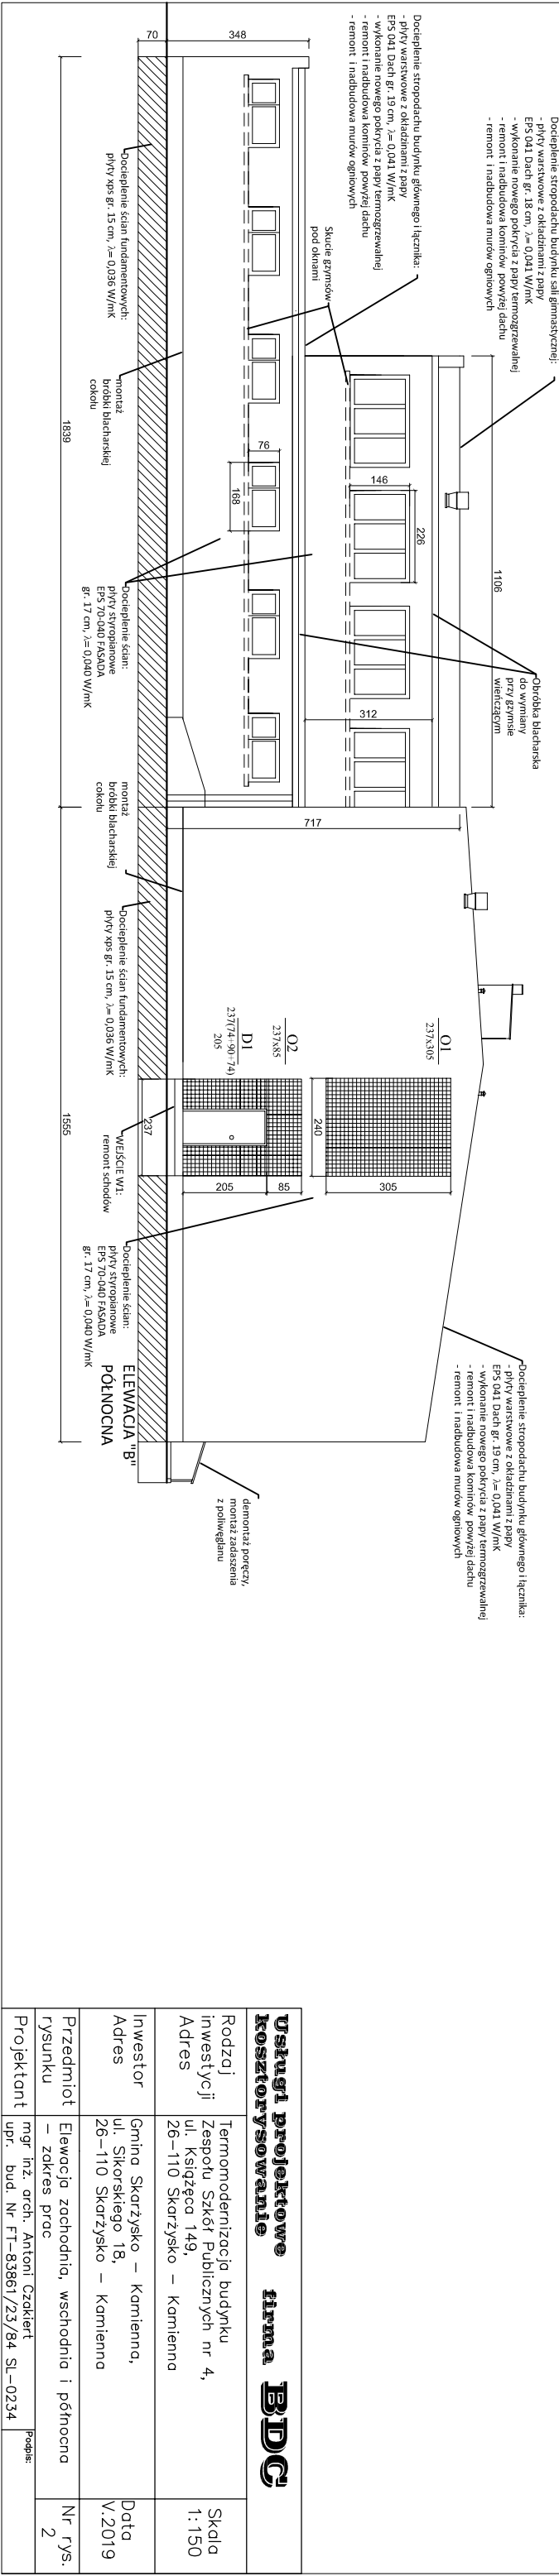 Docieplenie stropodachu budynku sali gimnastycznej:
- płyty warstwowe z okładzinami z papy
EPS 041 Dach gr. 18 cm, λ= 0,041 W/mK
- wykonanie nowego pokrycia z papy termozgrzewalnej
- remont i nadbudowa kominów powyżej dachu
- remont i nadbudowa murów ogniowych
Docieplenie stropodachu budynku głównego i łącznika:
- płyty warstwowe z okładzinami z papy
EPS 041 Dach gr. 19 cm, λ= 0,041 W/mK
- wykonanie nowego pokrycia z papy termozgrzewalnej
- remont i nadbudowa kominów powyżej dachu
- remont i nadbudowa murów ogniowych
Skucie gzymsów
pod oknami
1106
Obróbka blacharska
do wymiany
przy gzymsie
wieńczącym
146
226
312
348
70
76
168
717
O1
237x305
O2
237x85
D1
237(74+90+74)
205
240
305
205
85
237
Docieplenie stropodachu budynku głównego i łącznika:
- płyty warstwowe z okładzinami z papy
EPS 041 Dach gr. 19 cm, λ= 0,041 W/mK
- wykonanie nowego pokrycia z papy termozgrzewalnej
- remont i nadbudowa kominów powyżej dachu
- remont i nadbudowa murów ogniowych
demontaż poręczy,
montaż zadaszenia
z poliwęglanu
Docieplenie ścian fundamentowych:
płyty xps gr. 15 cm, λ= 0,036 W/mK
montaż
bróbki blacharskiej
cokołu
Docieplenie ścian:
płyty styropianowe
EPS 70-040 FASADA
gr. 17 cm, λ= 0,040 W/mK
montaż
bróbki blacharskiej
cokołu
Docieplenie ścian fundamentowych:
płyty xps gr. 15 cm, λ= 0,036 W/mK
WEJŚCIE W1:
remont schodów
Docieplenie ścian:
płyty styropianowe
EPS 70-040 FASADA
gr. 17 cm, λ= 0,040 W/mK
ELEWACJA "B"
PÓŁNOCNA
1839
1555
Usługi projektowe
kosztorysowanie firma BDC
Rodzaj
inwestycji
Adres
Termomodernizacja budynku
Zespołu Szkół Publicznych nr 4,
ul. Książęca 149,
26-110 Skarżysko - Kamienna
Skala
1:150
Inwestor
Adres
Gmina Skarżysko - Kamienna,
ul. Sikorskiego 18,
26-110 Skarżysko - Kamienna
Data
V.2019
Przedmiot
rysunku
Elewacja zachodnia, wschodnia i północna
- zakres prac
Nr rys.
2
Projektant
mgr inż. arch. Antoni Czakiert
upr. bud. Nr FT-83861/23/84 SL-0234
Podpis: